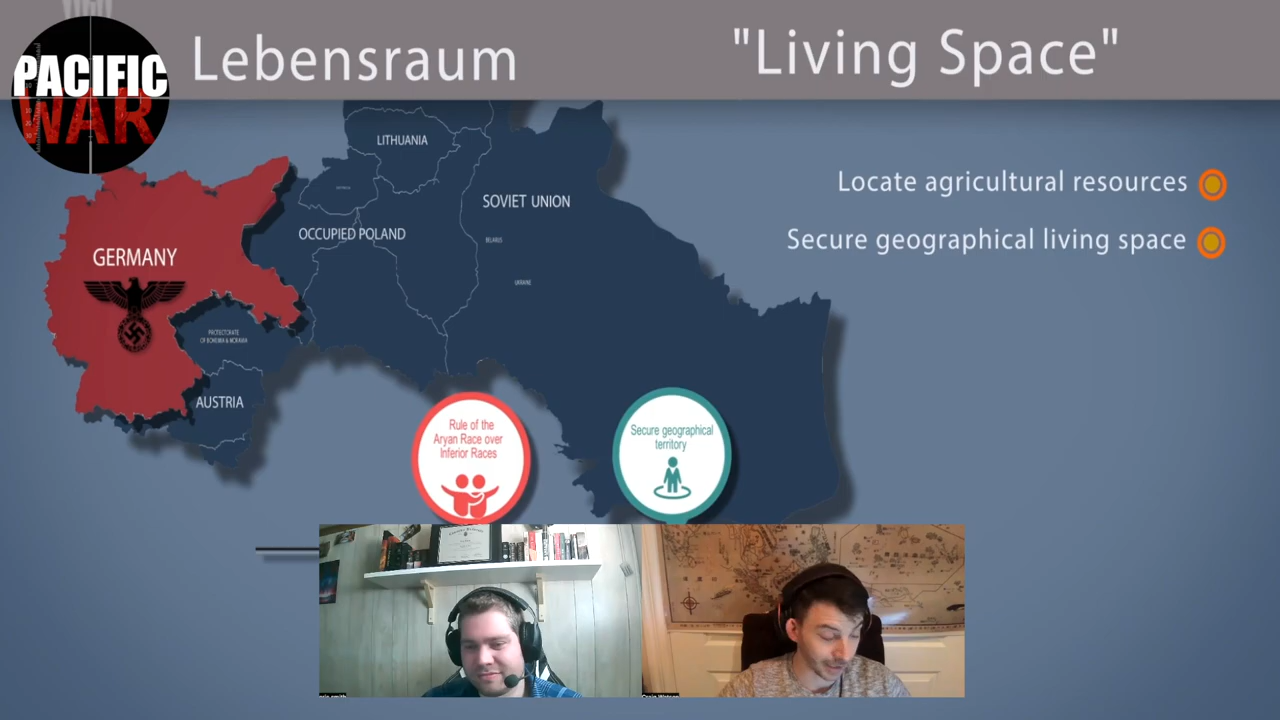 PACIFIC
WAR
Lebensraum
"Living Space"
LITHUANIA
SOVIET UNION
Locate agricultural resources
OCCUPIED POLAND
BELARUS
Secure geographical living space
GERMANY
UKRAINE
PROTECTORATE
OF BOHEMIA & MORAVIA
AUSTRIA
Rule of the
Aryan Race over
Inferior Races
Secure geographical
territory